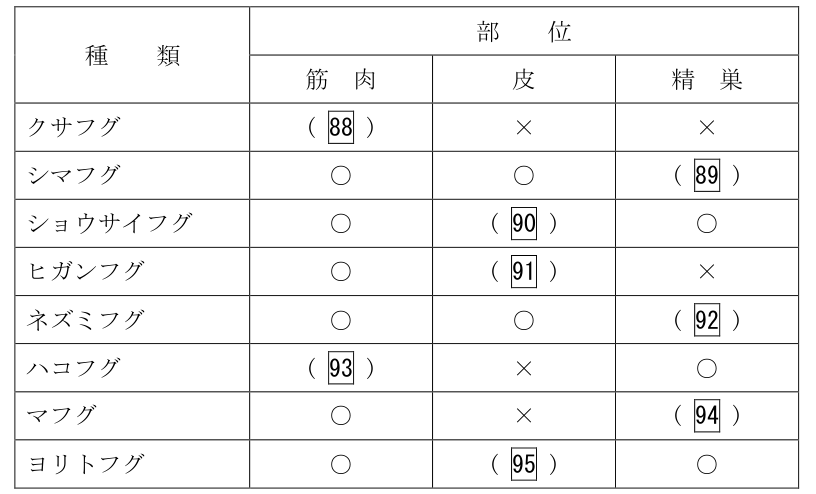 種　　類　部　　位
筋　肉　皮　精　巣
クサフグ　( 88 )　×　×
シマフグ　○　○　( 89 )
ショウサイフグ　○　( 90 )　○
ヒガンフグ　○　( 91 )　×
ネズミフグ　○　○　( 92 )
ハコフグ　( 93 )　×　○
マフグ　○　×　( 94 )
ヨリトフグ　○　( 95 )　○